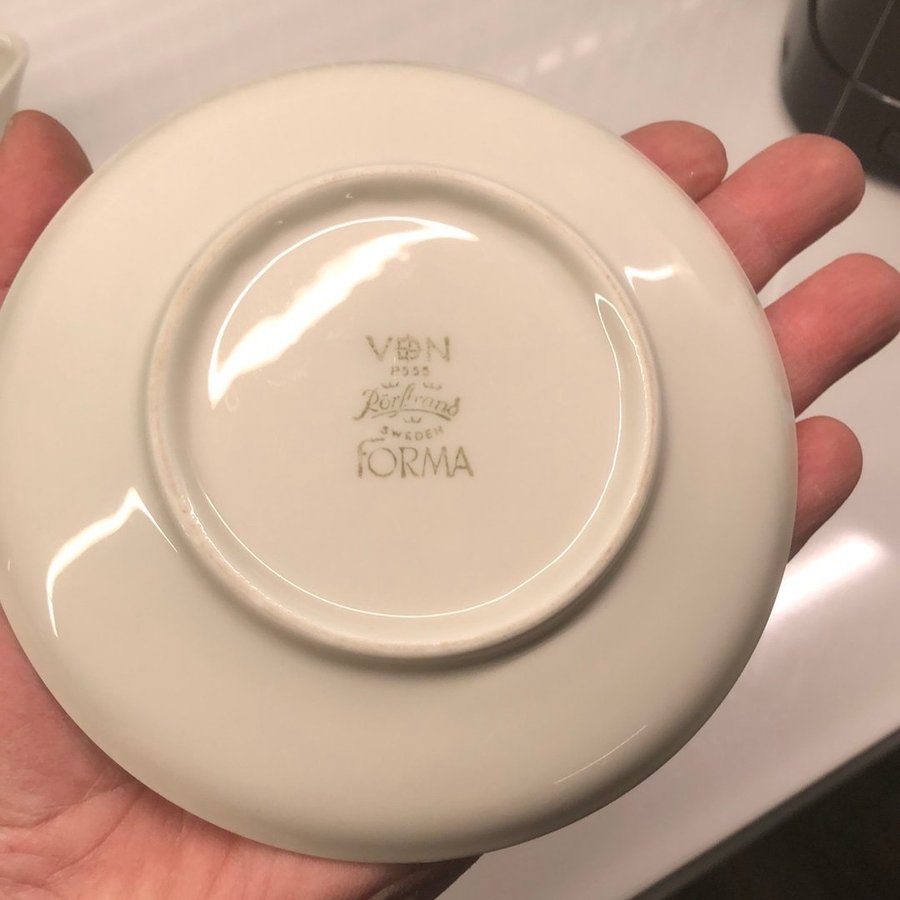 VDN
P555
Rörstrand
SWEDEN
FORMA